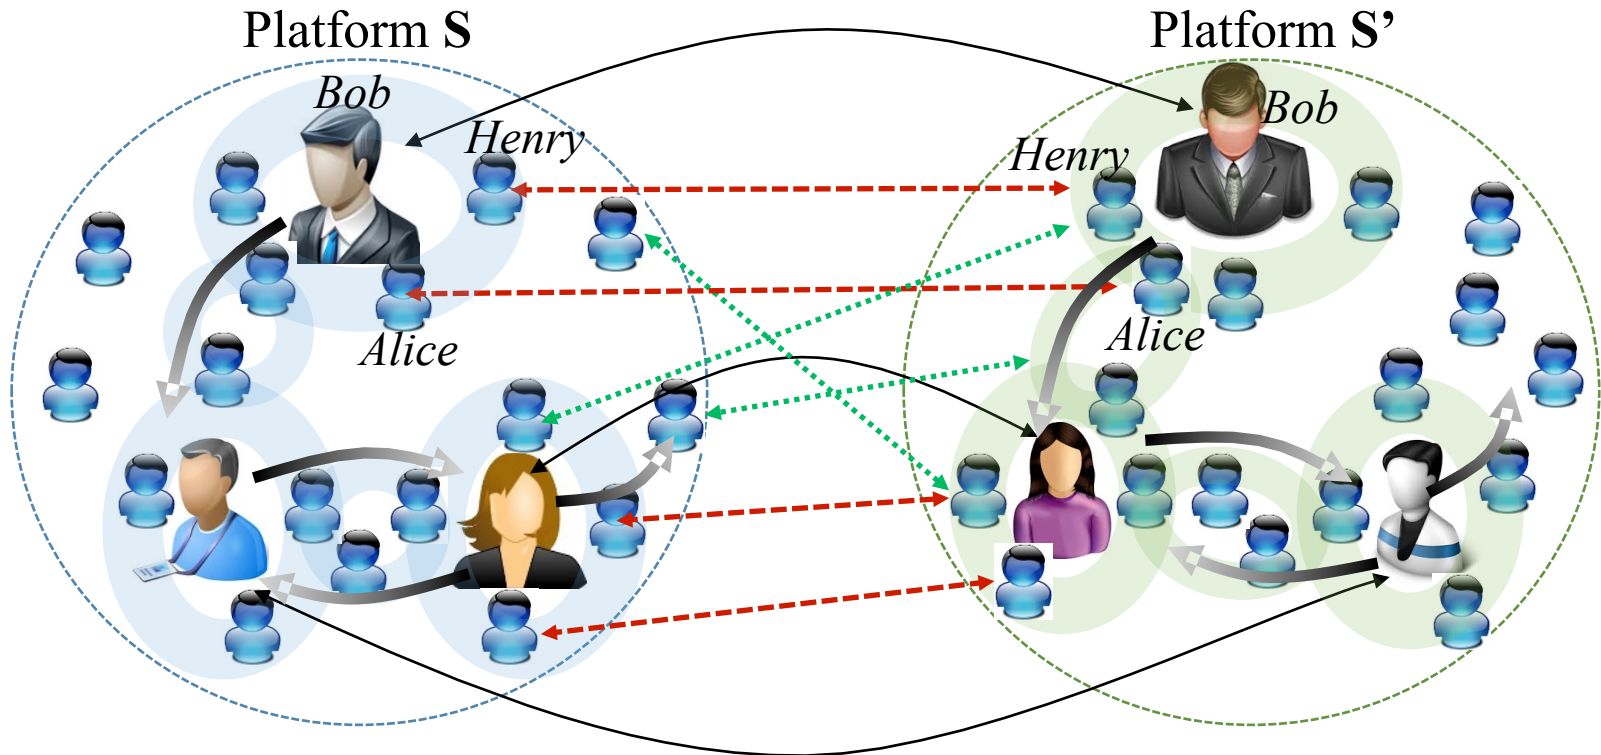 Platform S
Platform S’
Bob
Bob
Henry
Henry
Alice
Alice